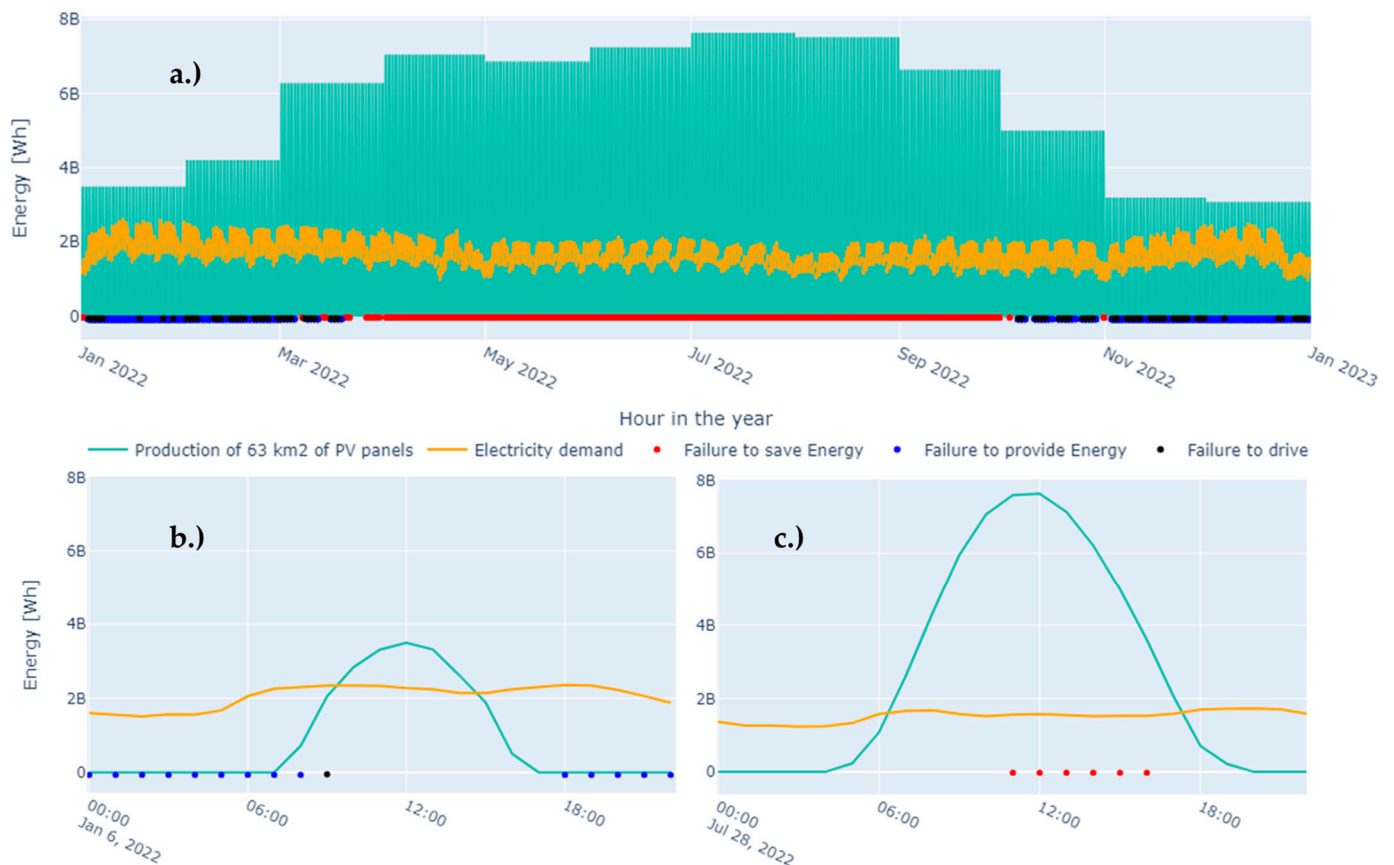 8B
a.)
6B
4B
2B
0
Energy [Wh]
Jan 2022
Mar 2022
May 2022
Jul 2022
Sep 2022
Nov 2022
Jan 2023
Hour in the year
Production of 63 km2 of PV panels Electricity demand Failure to save Energy Failure to provide Energy Failure to drive
8B
b.)
6B
4B
2B
0
Energy [Wh]
00:00
Jan 6, 2022
06:00
12:00
18:00
8B
c.)
6B
4B
2B
0
00:00
Jul 28, 2022
06:00
12:00
18:00